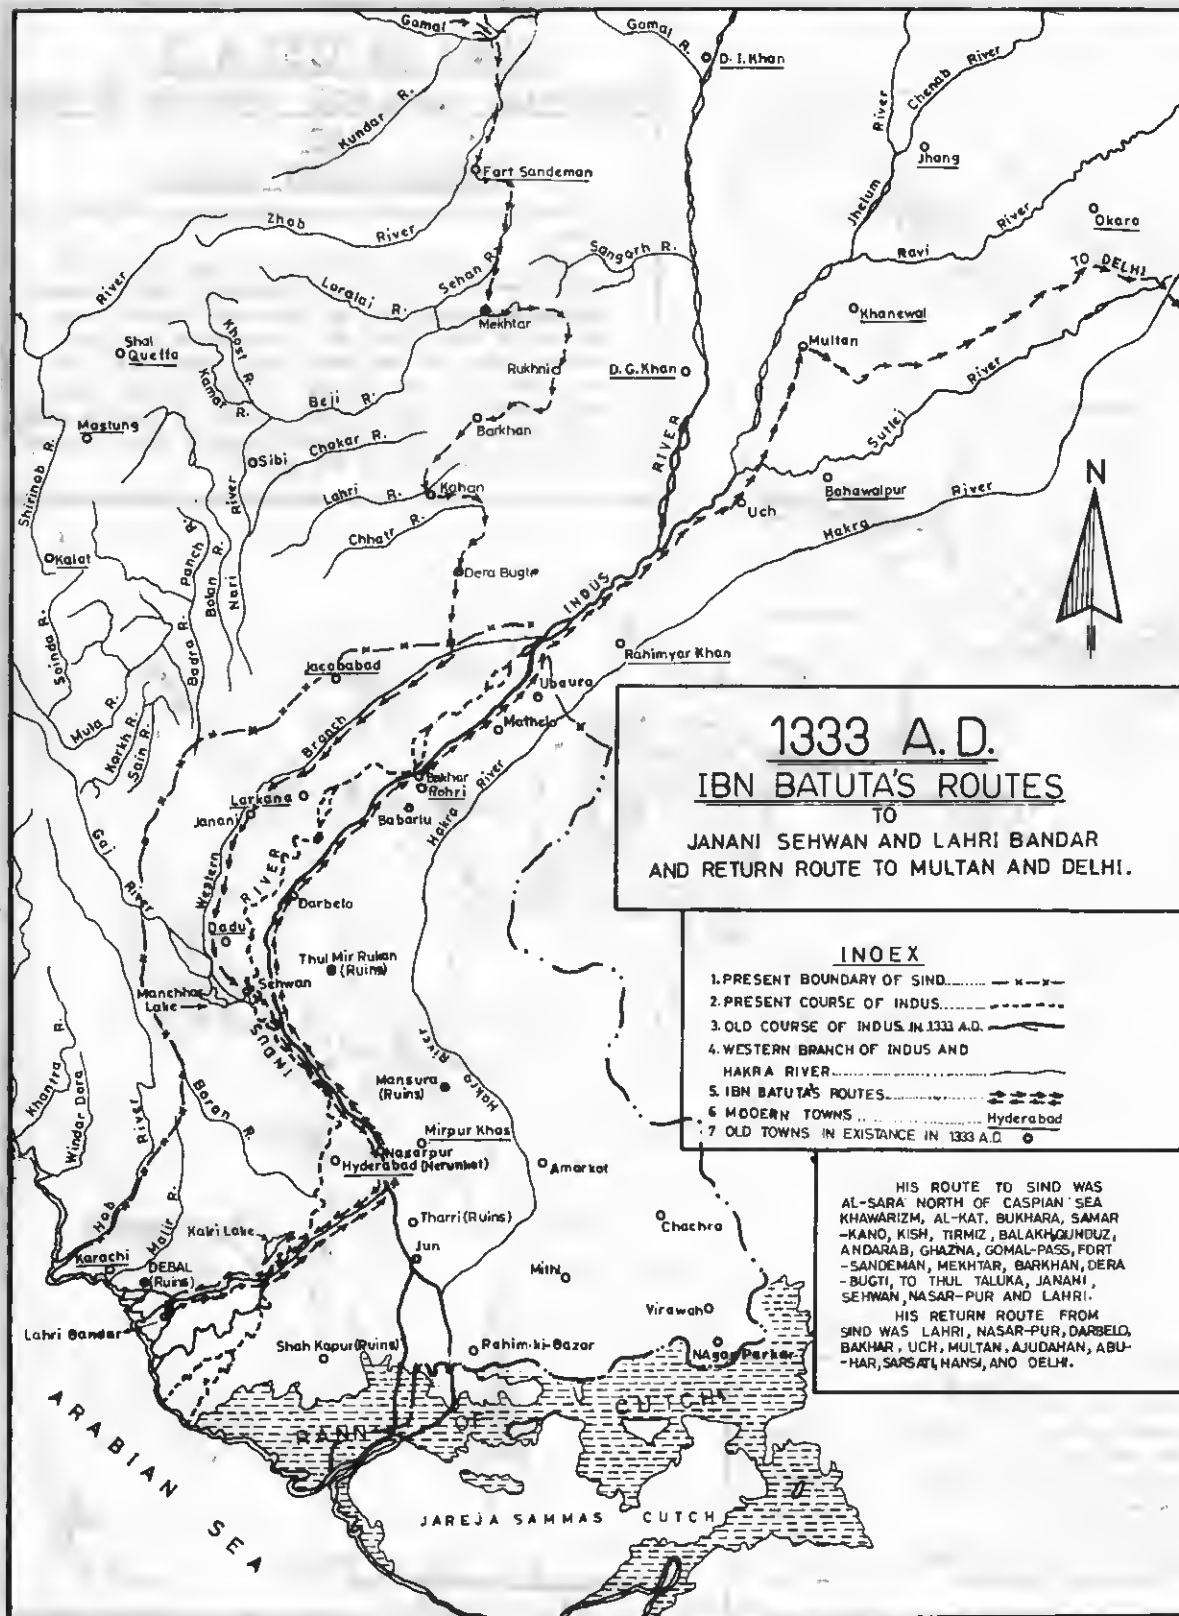 Gomal
Gomal R.
D. I. Khan
River
Chenab River
Kundar R.
Jhang
Fort Sandeman
Jhelum
Okara
Zhob River
River
Ravi River
Sangarh R.
TO DELHI
Loralai R.
Sehan R.
Mekhtar
Khanewal
Shal
Quetta
Khost R.
Kamar R.
Multan
Rukhni
D. G. Khan
River
Beji R.
Sutlej
Barkhan
RIVER
Mastung
Chakar R.
Sibi
N
Shirinab R.
Lahri R.
Kahan
Bahawalpur
River
Uch
Hakra
River
Chhatr R.
Kalat
Panch R.
Bolan R.
Nari
Dera Bugti
INDUS
Badra R.
Rahimyar Khan
Jacobabad
Mula R.
Ubaura
Karkh R.
Sain R.
Mathelo
Branch
Bakhar
Rohri
Larkana
Janani
Babarlu
Hakra River
Gaj
River
Western
RIVER
Darbelo
Dadu
Thul Mir Rukan
(Ruins)
Sehwan
Manchhar
Lake
INDUS
River
Hakra
Mansura
(Ruins)
Khantra R.
Windar Dara
River
Baran R.
Mirpur Khas
Nasarpur
Hyderabad (Nerunkot)
Amarkot
Malir R.
Hab
Kalri Lake
Tharri (Ruins)
Chachro
Karachi
DEBAL
(Ruins)
Jun
Mithi
Lahri Bandar
Virawah
Shah Kapur (Ruins)
Rahim-ki-Bazar
NAgar Parkar
RANN OF CUTCH
ARABIAN SEA
JAREJA SAMMAS CUTCH
1333 A.D.
IBN BATUTA'S ROUTES
TO
JANANI SEHWAN AND LAHRI BANDAR
AND RETURN ROUTE TO MULTAN AND DELHI.
INDEX
1. PRESENT BOUNDARY OF SIND
2. PRESENT COURSE OF INDUS
3. OLD COURSE OF INDUS IN 1333 A.D.
4. WESTERN BRANCH OF INDUS AND
HAKRA RIVER
5. IBN BATUTA'S ROUTES
6 MODERN TOWNS Hyderabad
7 OLD TOWNS IN EXISTANCE IN 1333 A.D.
HIS ROUTE TO SIND WAS
AL-SARA NORTH OF CASPIAN SEA
KHAWARIZM, AL-KAT, BUKHARA, SAMAR
-KANO, KISH, TIRMIZ, BALAKH, QUNDUZ,
ANDARAB, GHAZNA, GOMAL-PASS, FORT
-SANDEMAN, MEKHTAR, BARKHAN, DERA
-BUGTI, TO THUL TALUKA, JANANI,
SEHWAN, NASAR-PUR AND LAHRI.
HIS RETURN ROUTE FROM
SIND WAS LAHRI, NASAR-PUR, DARBELO,
BAKHAR, UCH, MULTAN, AJUDAHAN, ABU-
-HAR, SARSATI, HANSI, AND DELHI.